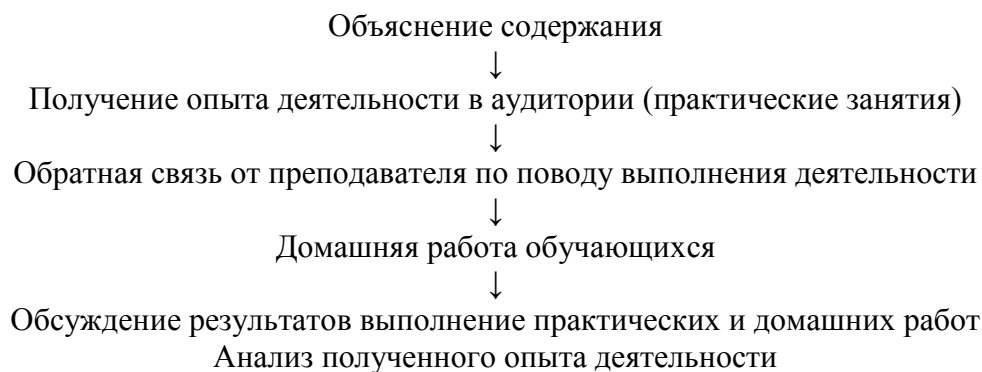 Объяснение содержания
↓
Получение опыта деятельности в аудитории (практические занятия)
↓
Обратная связь от преподавателя по поводу выполнения деятельности
↓
Домашняя работа обучающихся
↓
Обсуждение результатов выполнение практических и домашних работ
Анализ полученного опыта деятельности